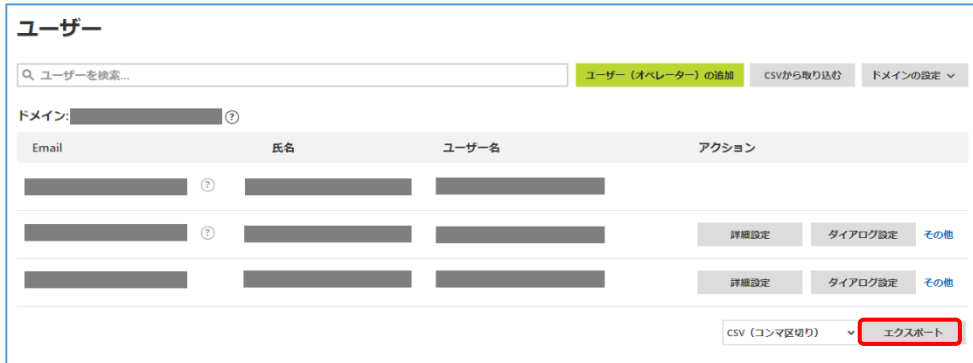 ユーザー
ユーザーを検索... ユーザー（オペレーター）の追加 CSVから取り込む ドメインの設定
ドメイン: ?
Email 氏名 ユーザー名 アクション
?
? 詳細設定 ダイアログ設定 その他
詳細設定 ダイアログ設定 その他
CSV（コンマ区切り） エクスポート